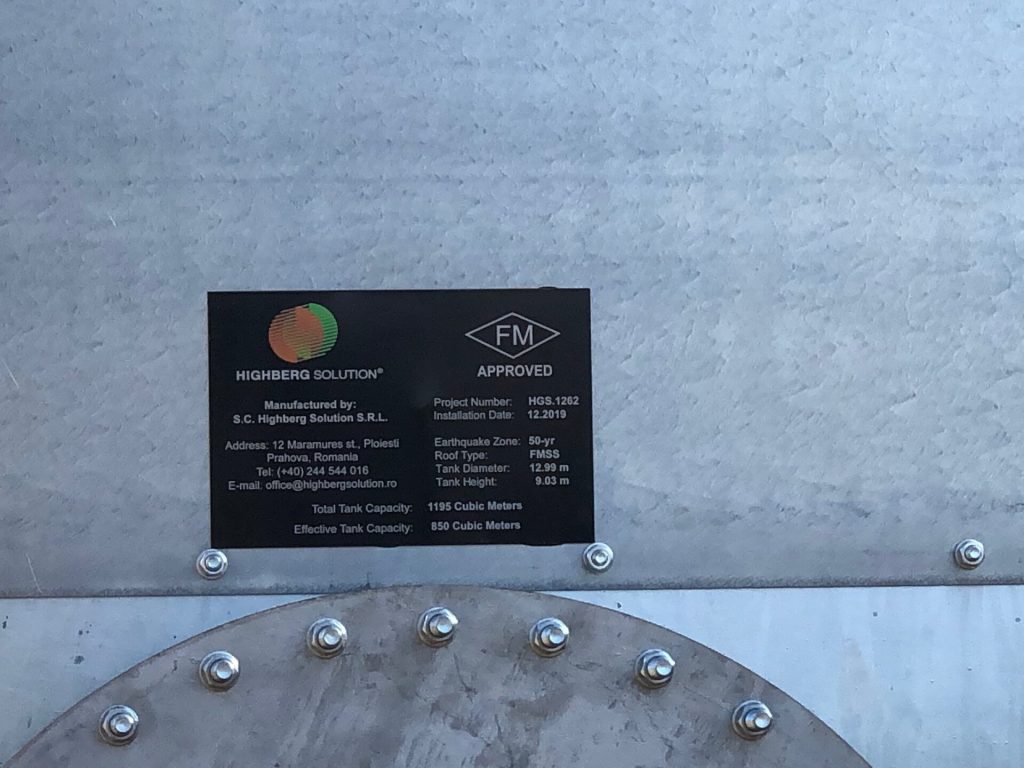 HIGHBERG SOLUTION®
Manufactured by:
S.C. Highberg Solution S.R.L.
Address: 12 Maramures st., Ploiesti
Prahova, Romania
Tel: (+40) 244 544 016
E-mail: office@highbergsolution.ro
FM
APPROVED
Project Number: HGS.1262
Installation Date: 12.2019
Earthquake Zone: 50-yr
Roof Type: FMSS
Tank Diameter: 12.99 m
Tank Height: 9.03 m
Total Tank Capacity: 1195 Cubic Meters
Effective Tank Capacity: 850 Cubic Meters